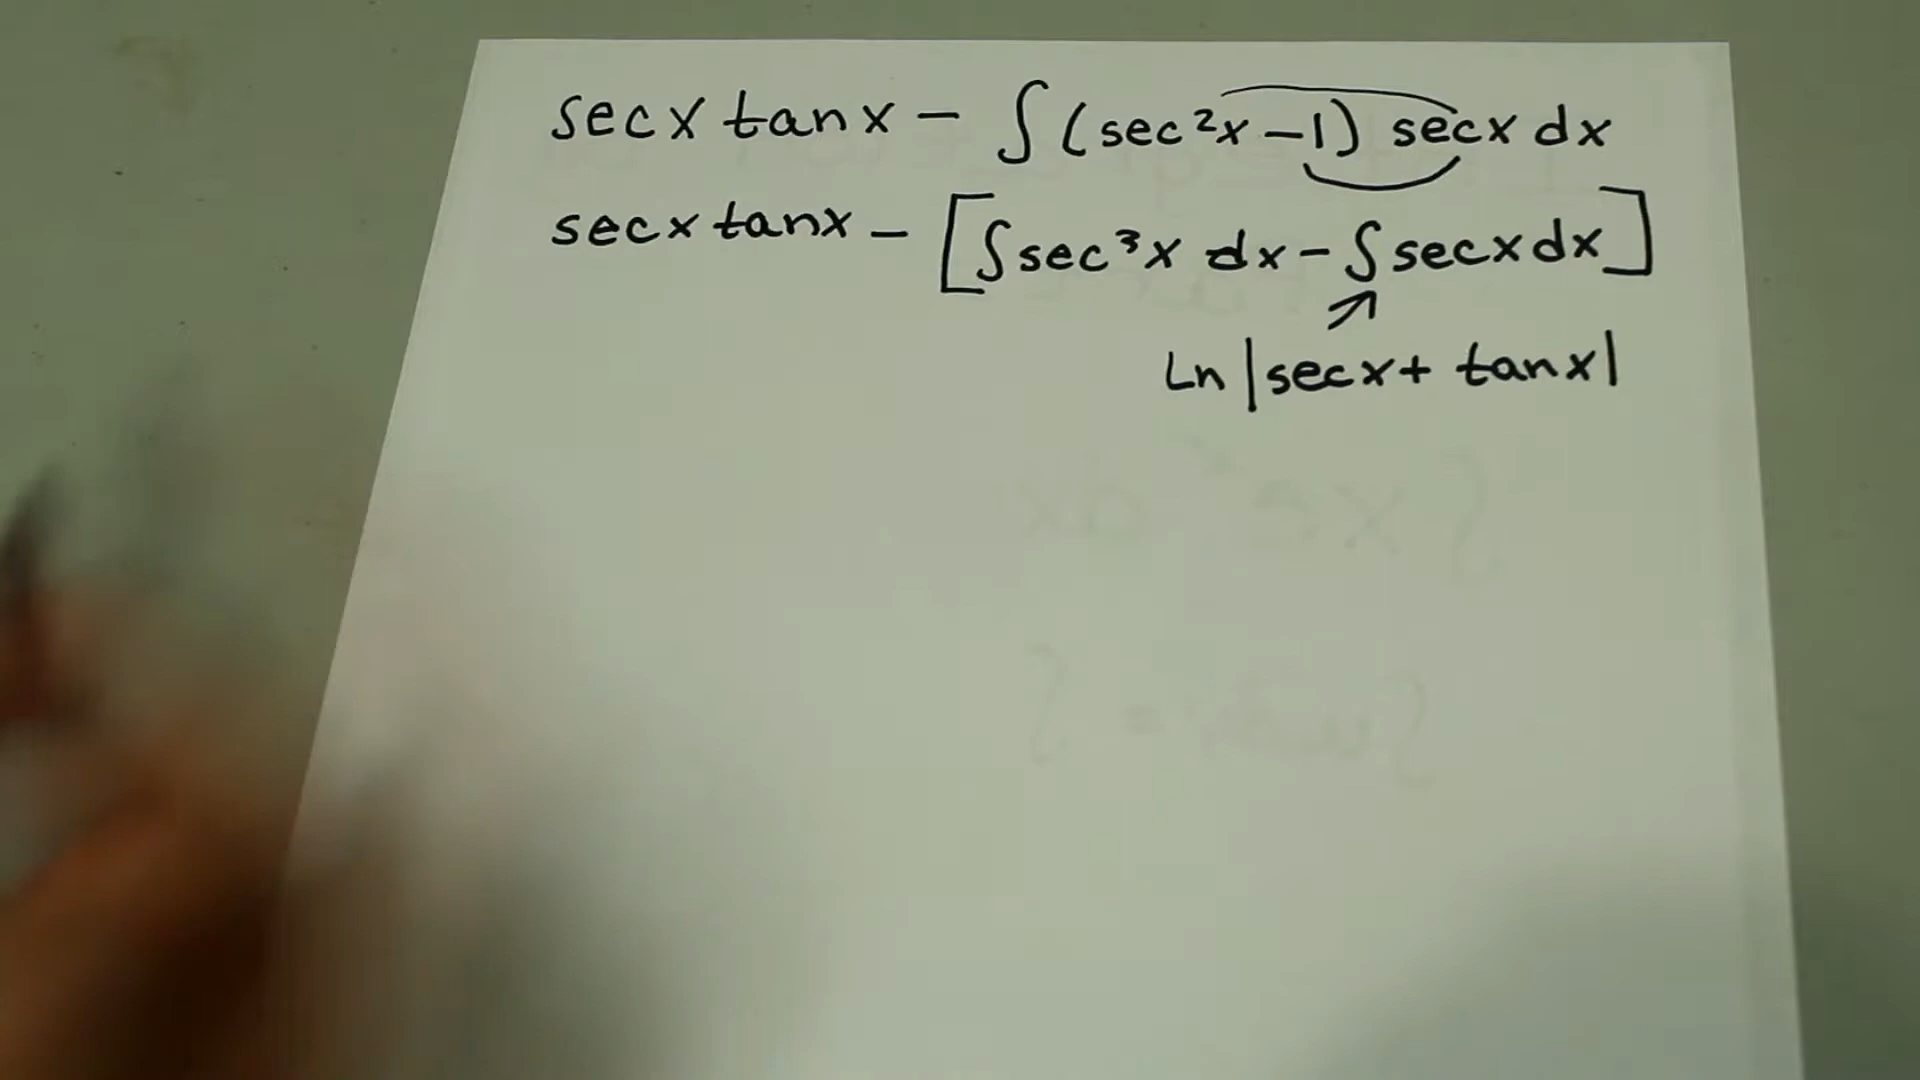 secx tanx - ∫(sec²x - 1) secx dx
secx tanx - [∫sec³x dx - ∫secx dx]
Ln |secx + tanx|